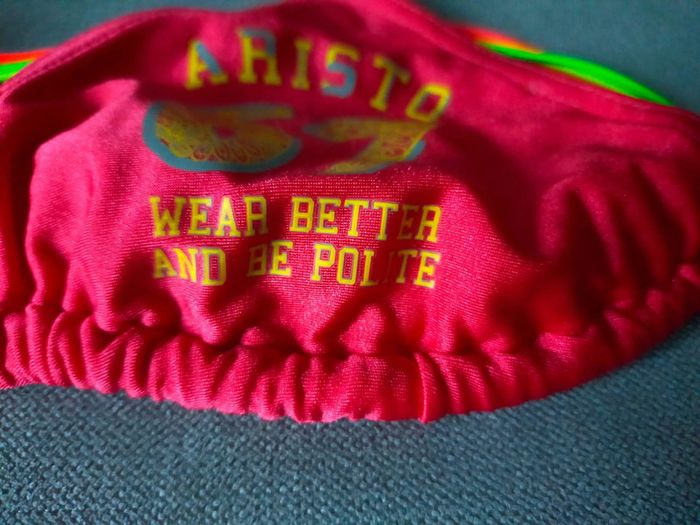 ARISTO
67
WEAR BETTER
AND BE POLITE